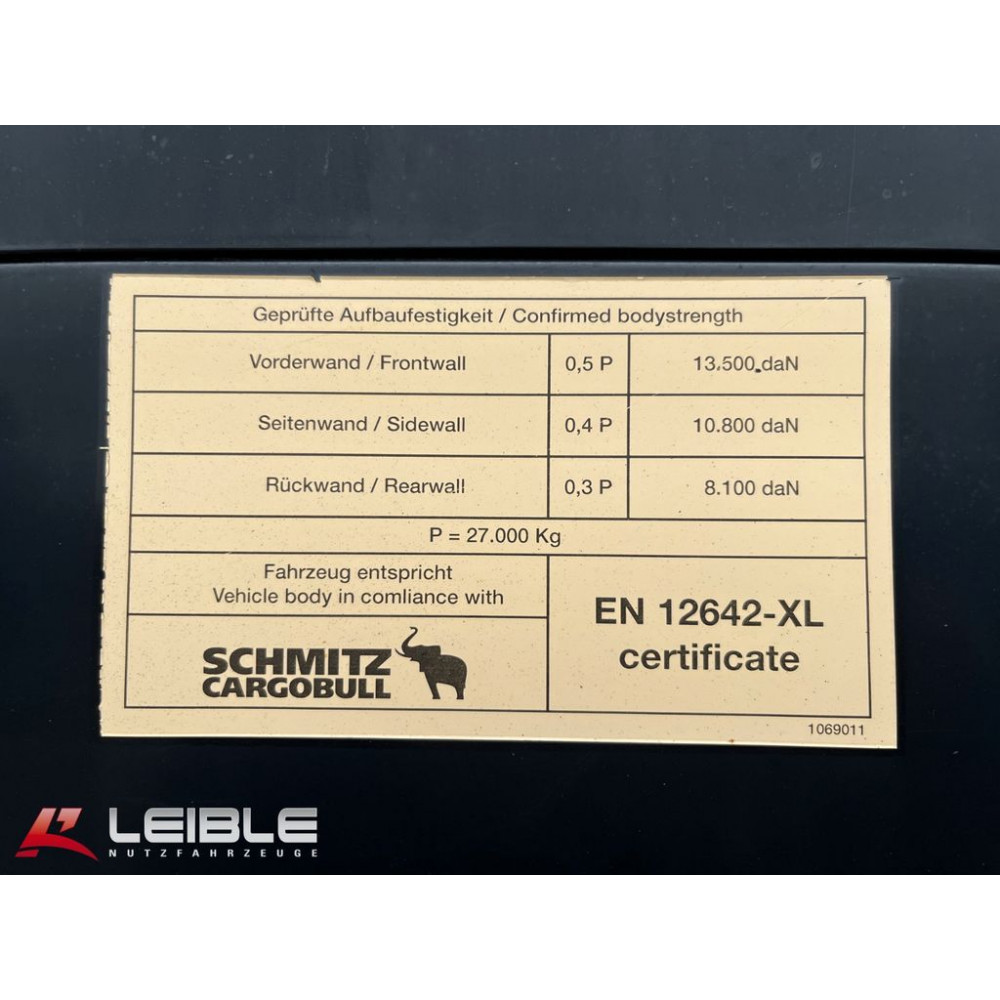 Geprüfte Aufbaufestigkeit / Confirmed bodystrength
Vorderwand / Frontwall 0,5 P 13.500 daN
Seitenwand / Sidewall 0,4 P 10.800 daN
Rückwand / Rearwall 0,3 P 8.100 daN
P = 27.000 Kg
Fahrzeug entspricht
Vehicle body in comliance with
SCHMITZ
CARGOBULL
EN 12642-XL
certificate
1069011
LEIBLE
NUTZFAHRZEUGE